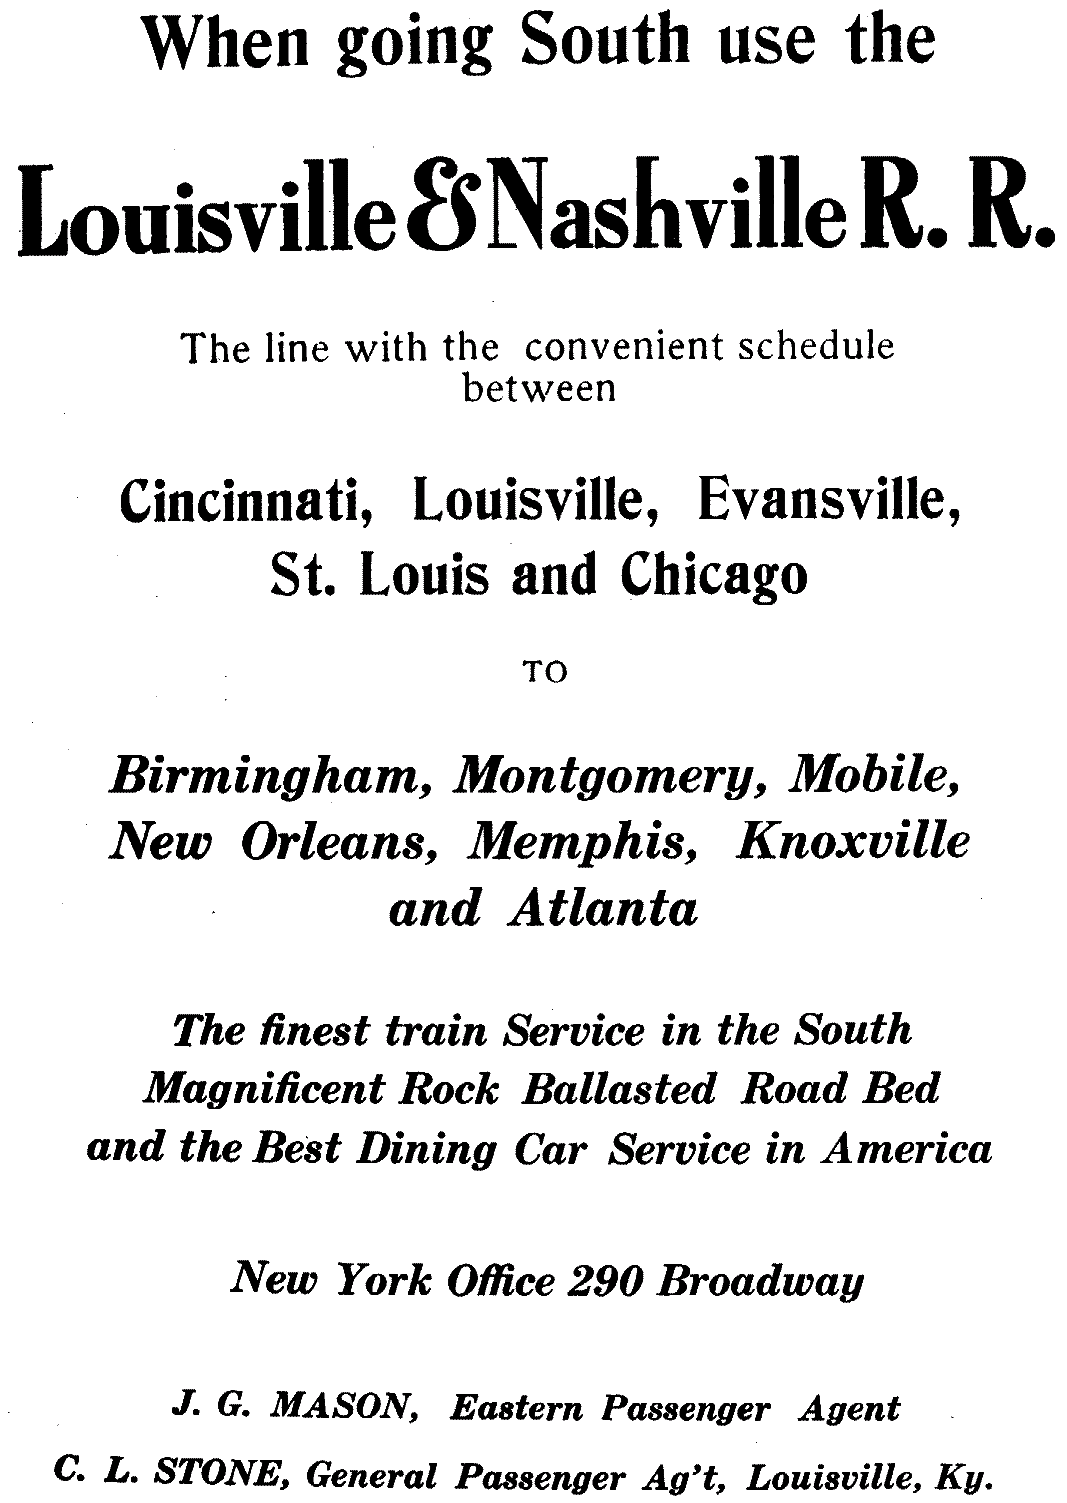 When going South use the
Louisville & Nashville R. R.
The line with the convenient schedule
between
Cincinnati, Louisville, Evansville,
St. Louis and Chicago
TO
Birmingham, Montgomery, Mobile,
New Orleans, Memphis, Knoxville
and Atlanta
The finest train Service in the South
Magnificent Rock Ballasted Road Bed
and the Best Dining Car Service in America
New York Office 290 Broadway
J. G. MASON, Eastern Passenger Agent
C. L. STONE, General Passenger Ag't, Louisville, Ky.